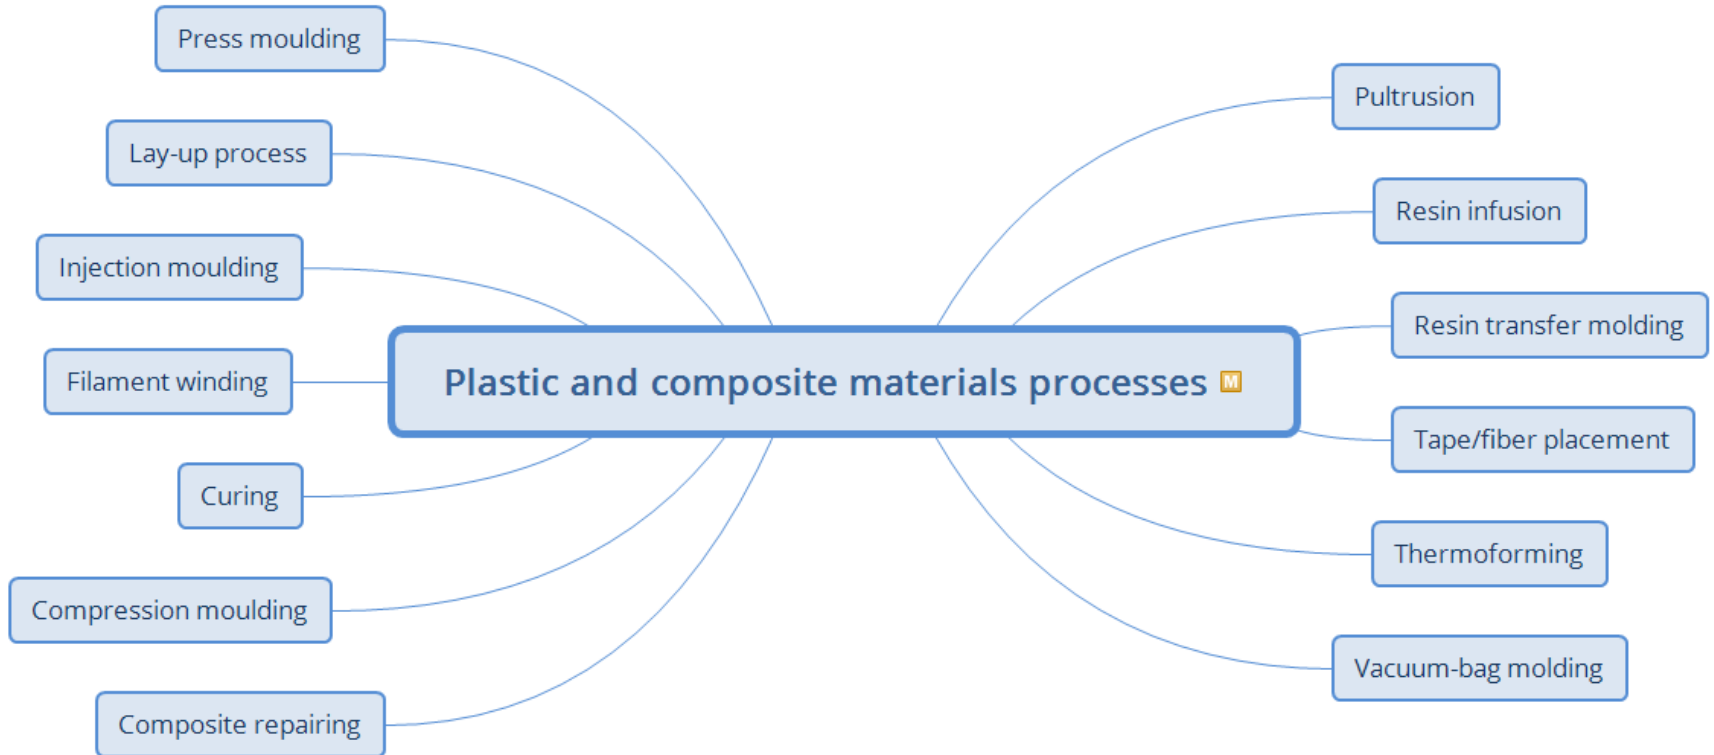 Press moulding
Lay-up process
Injection moulding
Filament winding
Curing
Compression moulding
Composite repairing
Plastic and composite materials processes M
Pultrusion
Resin infusion
Resin transfer molding
Tape/fiber placement
Thermoforming
Vacuum-bag molding